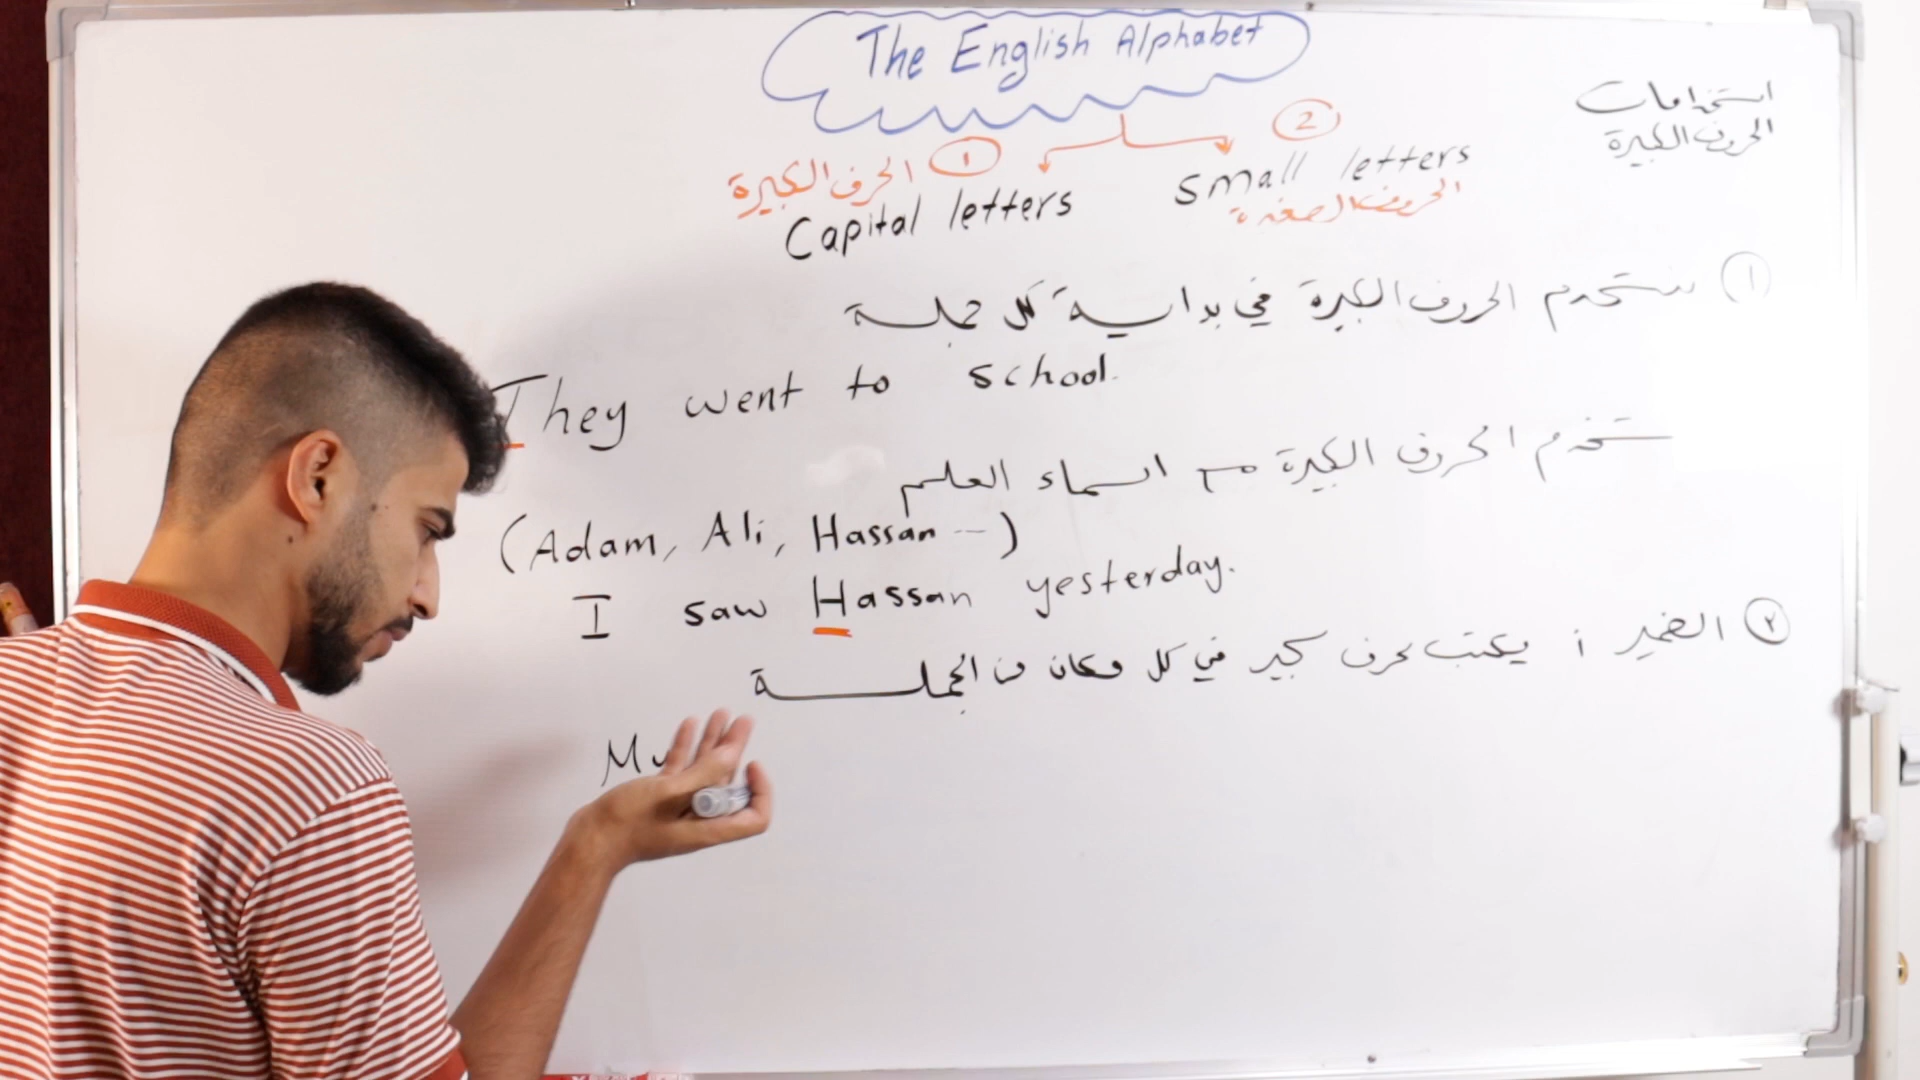 The English Alphabet
استخدامات
الحروف الكبيرة
① الحرف الكبيرة
②
Capital letters
small letters
الحروف الصغيرة
① نستخدم الحروف الكبيرة في بداية كل جملة
They went to school.
نستخدم الحروف الكبيرة مع اسماء العلم
(Adam, Ali, Hassan ---)
I saw Hassan yesterday.
② الضمير i يكتب بحرف كبير في كل مكان من الجملة